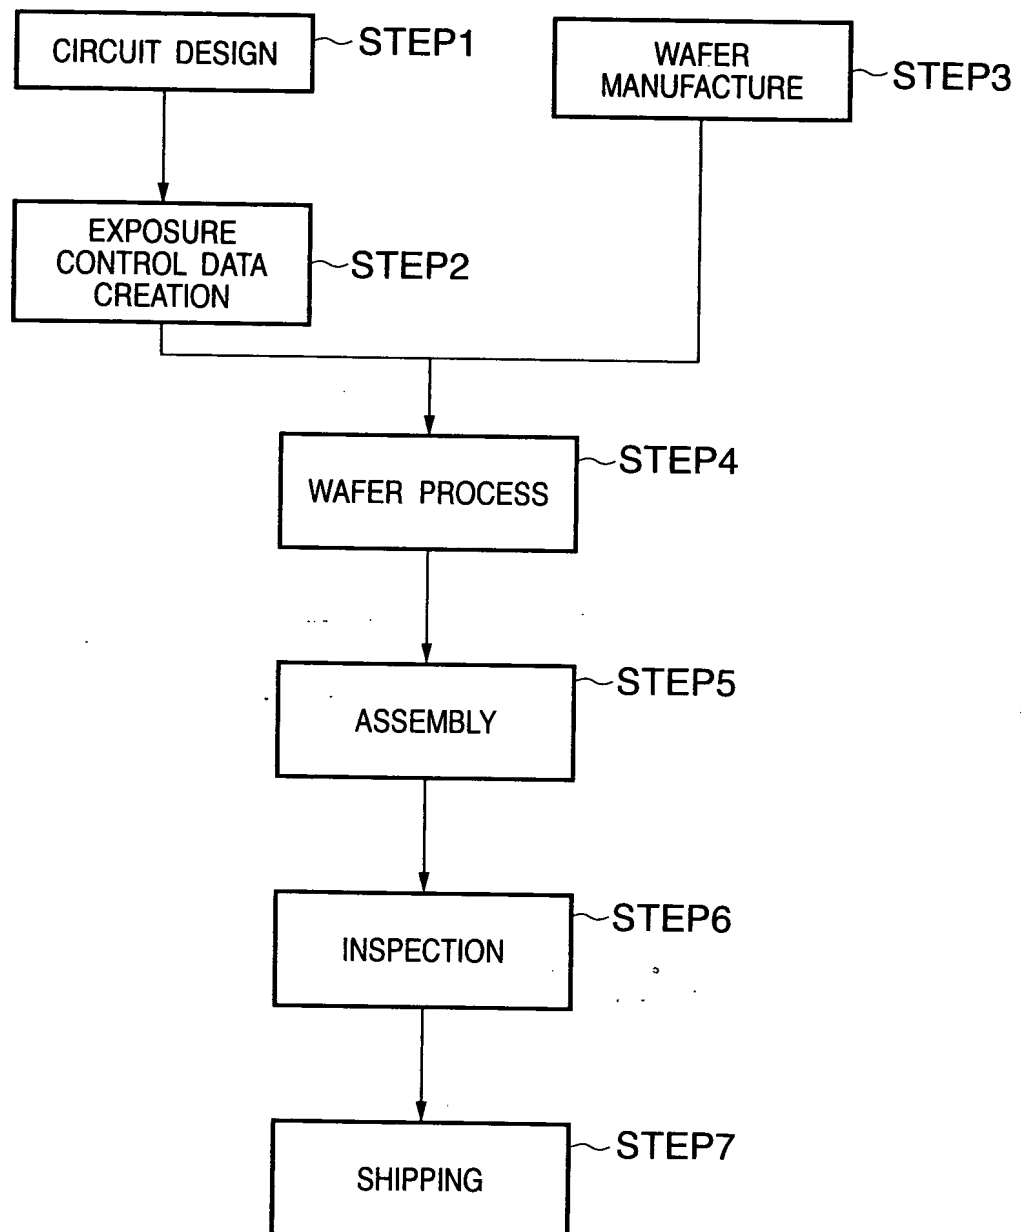 CIRCUIT DESIGN
STEP1
WAFER
MANUFACTURE
STEP3
EXPOSURE
CONTROL DATA
CREATION
STEP2
STEP4
WAFER PROCESS
STEP5
ASSEMBLY
STEP6
INSPECTION
STEP7
SHIPPING